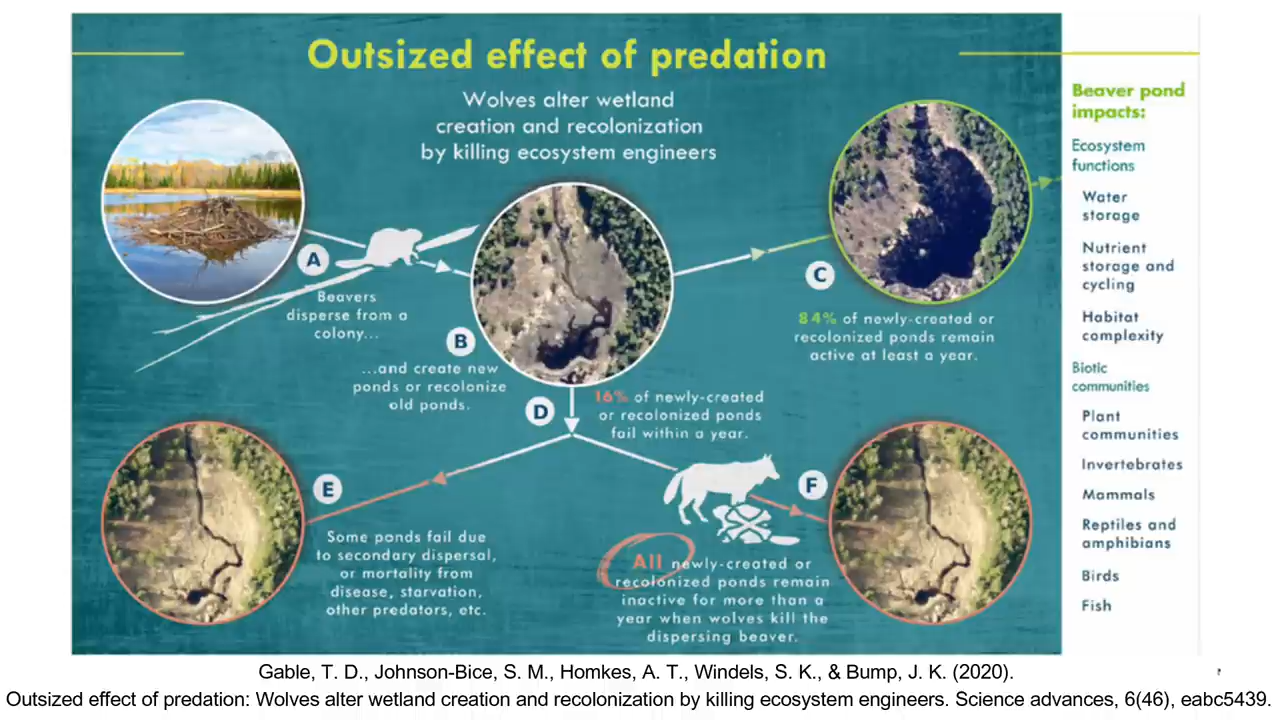 Outsized effect of predation
Wolves alter wetland
creation and recolonization
by killing ecosystem engineers
A
Beavers
disperse from a
colony...
B
...and create new
ponds or recolonize
old ponds.
C
84% of newly-created or
recolonized ponds remain
active at least a year.
D
16% of newly-created
or recolonized ponds
fail within a year.
E
Some ponds fail due
to secondary dispersal,
or mortality from
disease, starvation,
other predators, etc.
F
All newly-created or
recolonized ponds remain
inactive for more than a
year when wolves kill the
dispersing beaver.
Beaver pond
impacts:
Ecosystem
functions
Water
storage
Nutrient
storage and
cycling
Habitat
complexity
Biotic
communities
Plant
communities
Invertebrates
Mammals
Reptiles and
amphibians
Birds
Fish
Gable, T. D., Johnson-Bice, S. M., Homkes, A. T., Windels, S. K., & Bump, J. K. (2020).
Outsized effect of predation: Wolves alter wetland creation and recolonization by killing ecosystem engineers. Science advances, 6(46), eabc5439.